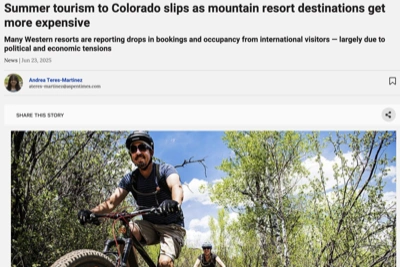 Summer tourism to Colorado slips as mountain resort destinations get
more expensive
Many Western resorts are reporting drops in bookings and occupancy from international visitors — largely due to
political and economic tensions
News | Jun 23, 2025
Andrea Teres-Martinez
ateres-martinez@aspentimes.com
SHARE THIS STORY